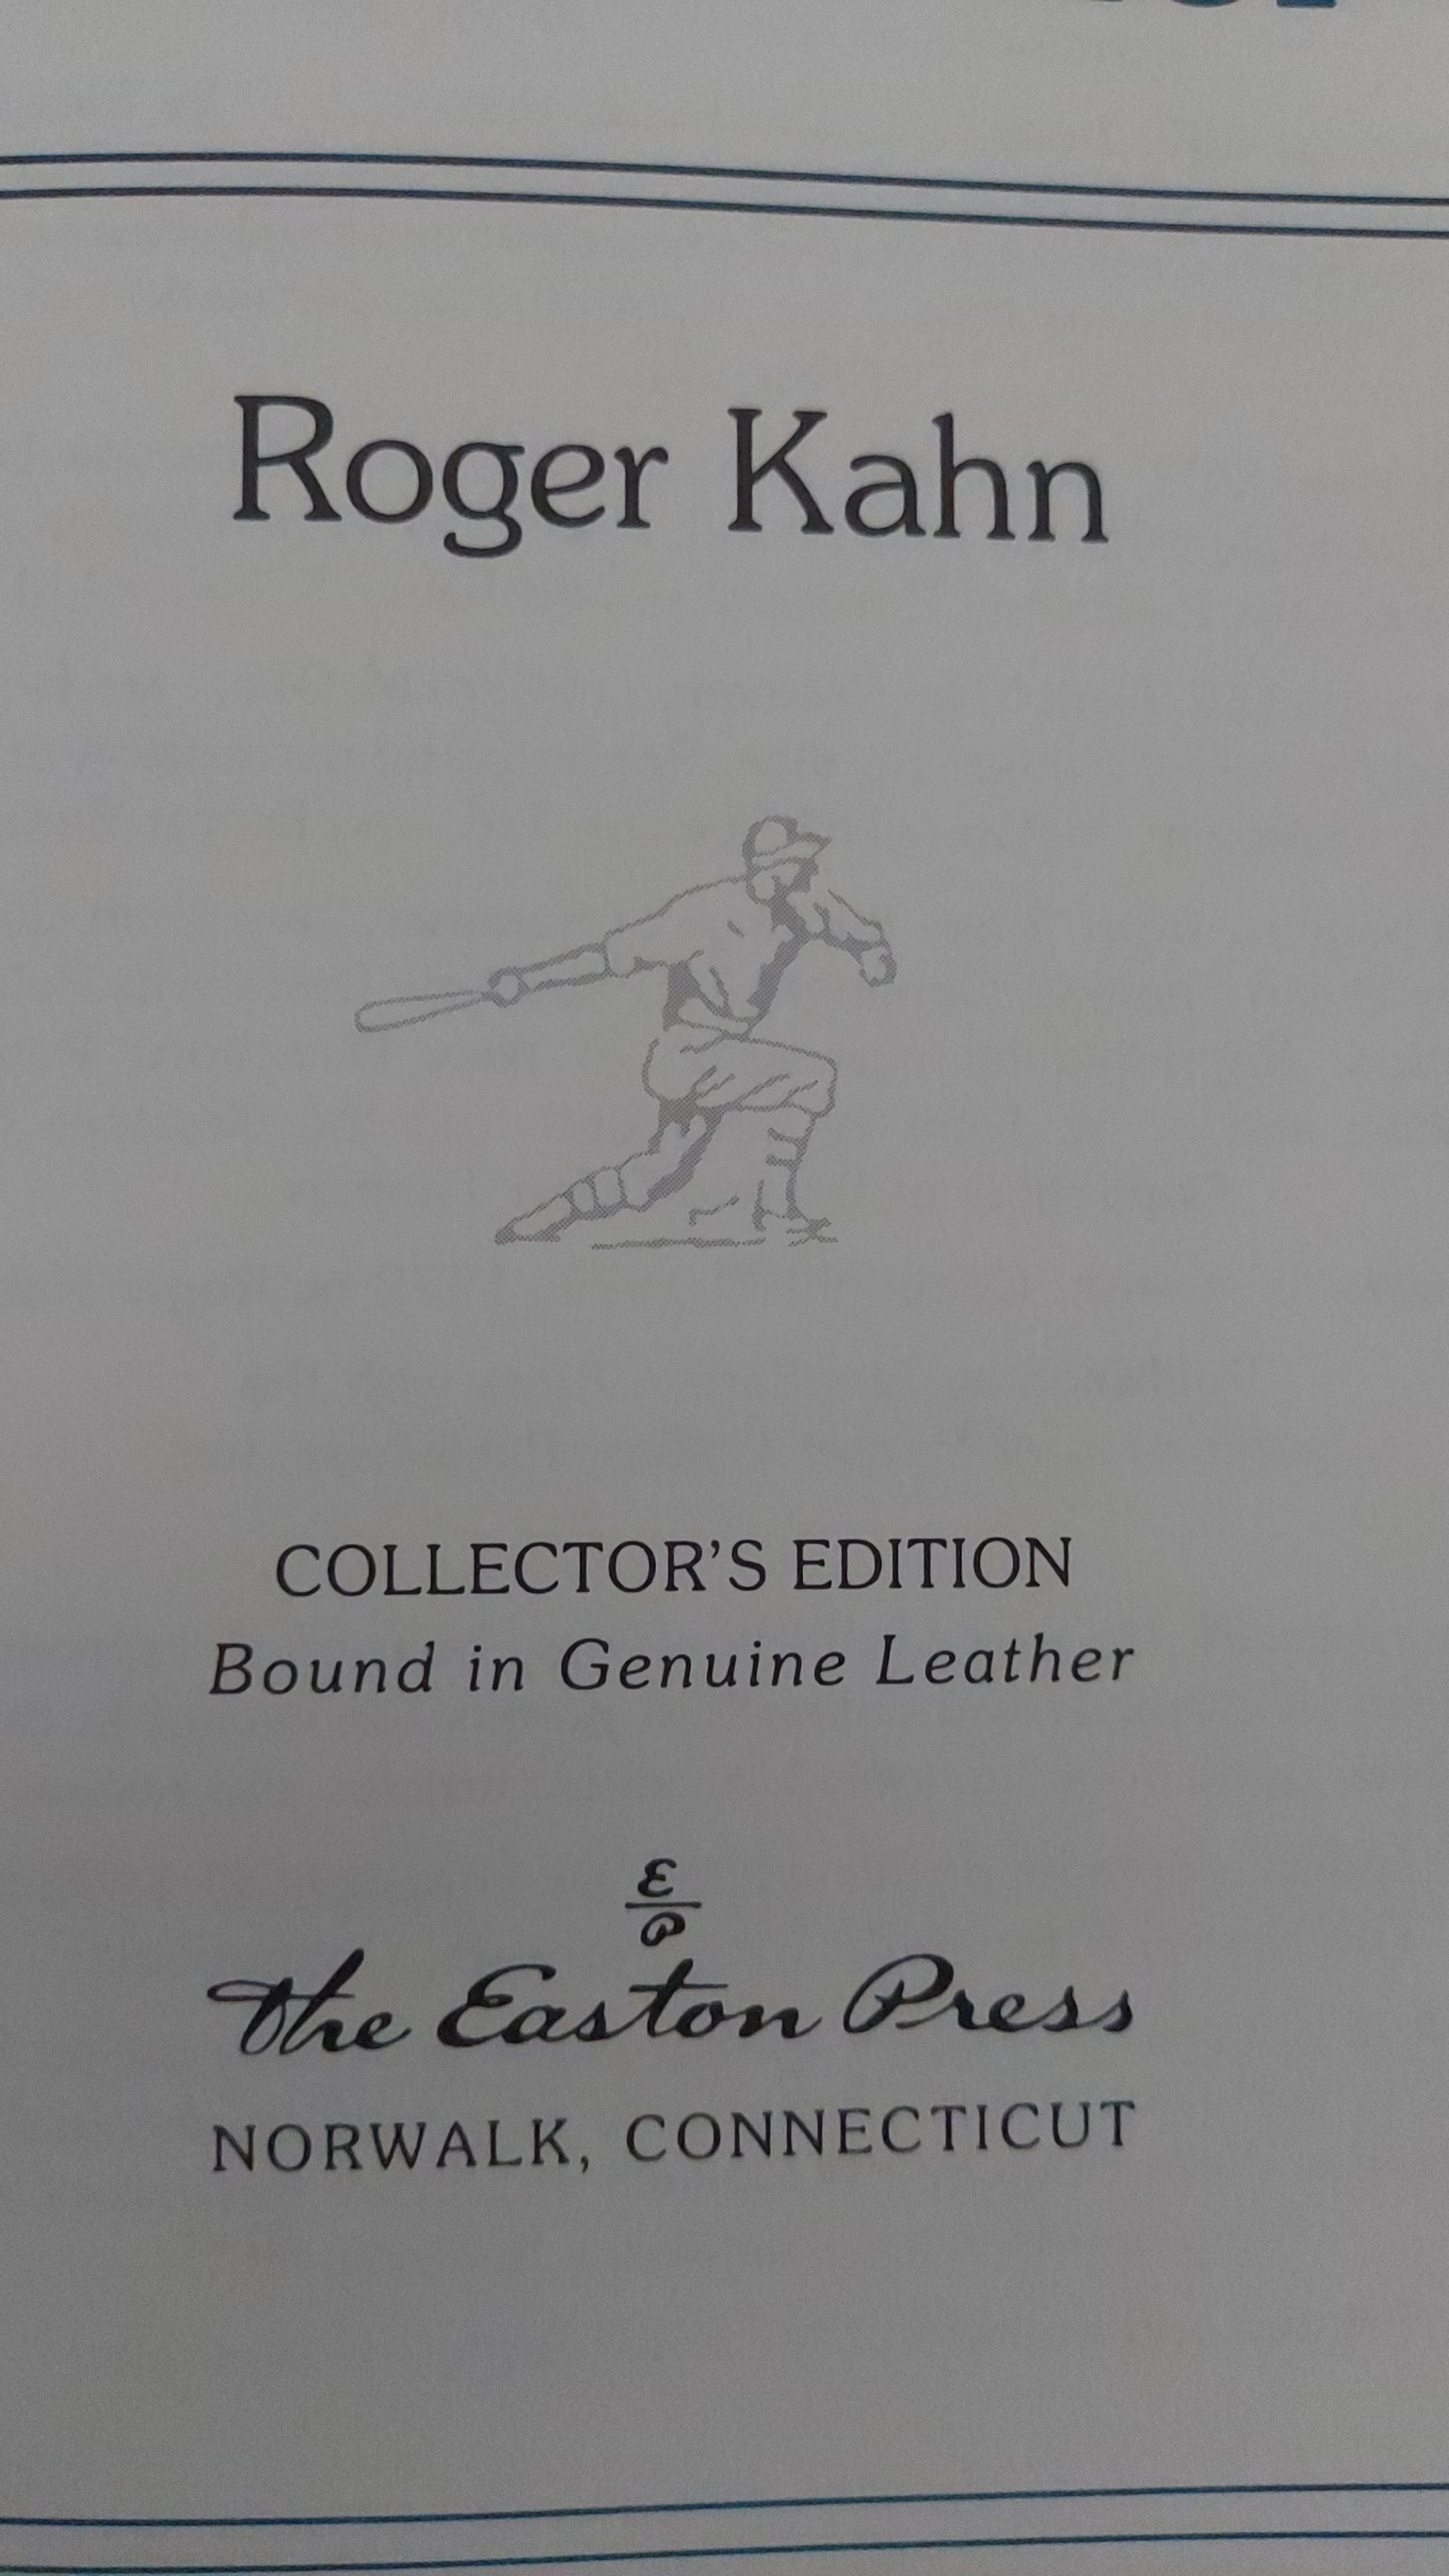 Roger Kahn
COLLECTOR'S EDITION
Bound in Genuine Leather
The Easton Press
NORWALK, CONNECTICUT